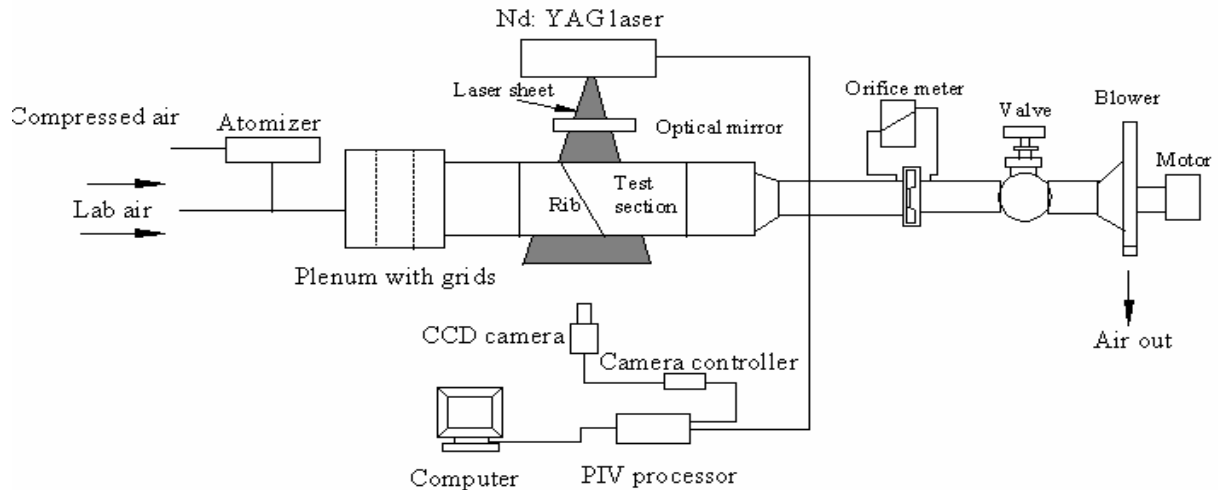 Nd: YAG laser
Laser sheet
Optical mirror
Orifice meter
Valve
Blower
Motor
Compressed air
Atomizer
Lab air
Rib
Test
section
Plenum with grids
CCD camera
Camera controller
Air out
Computer
PIV processor